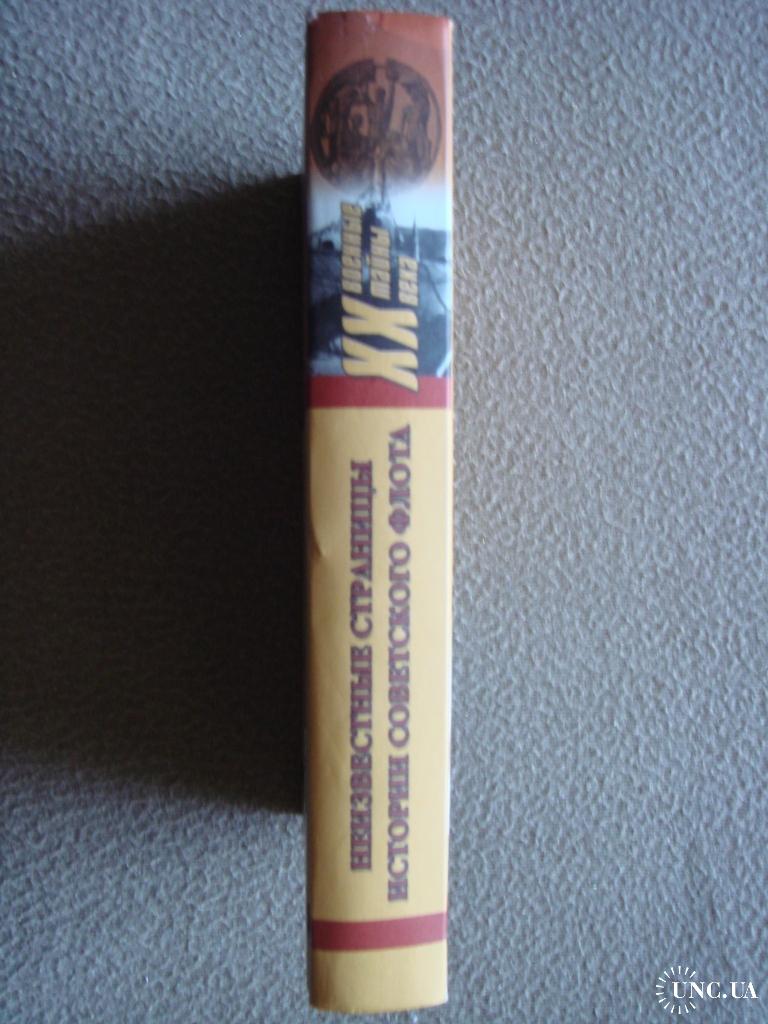 XX военные
тайны
века
НЕИЗВЕСТНЫЕ СТРАНИЦЫ
ИСТОРИИ СОВЕТСКОГО ФЛОТА
UNC.UA